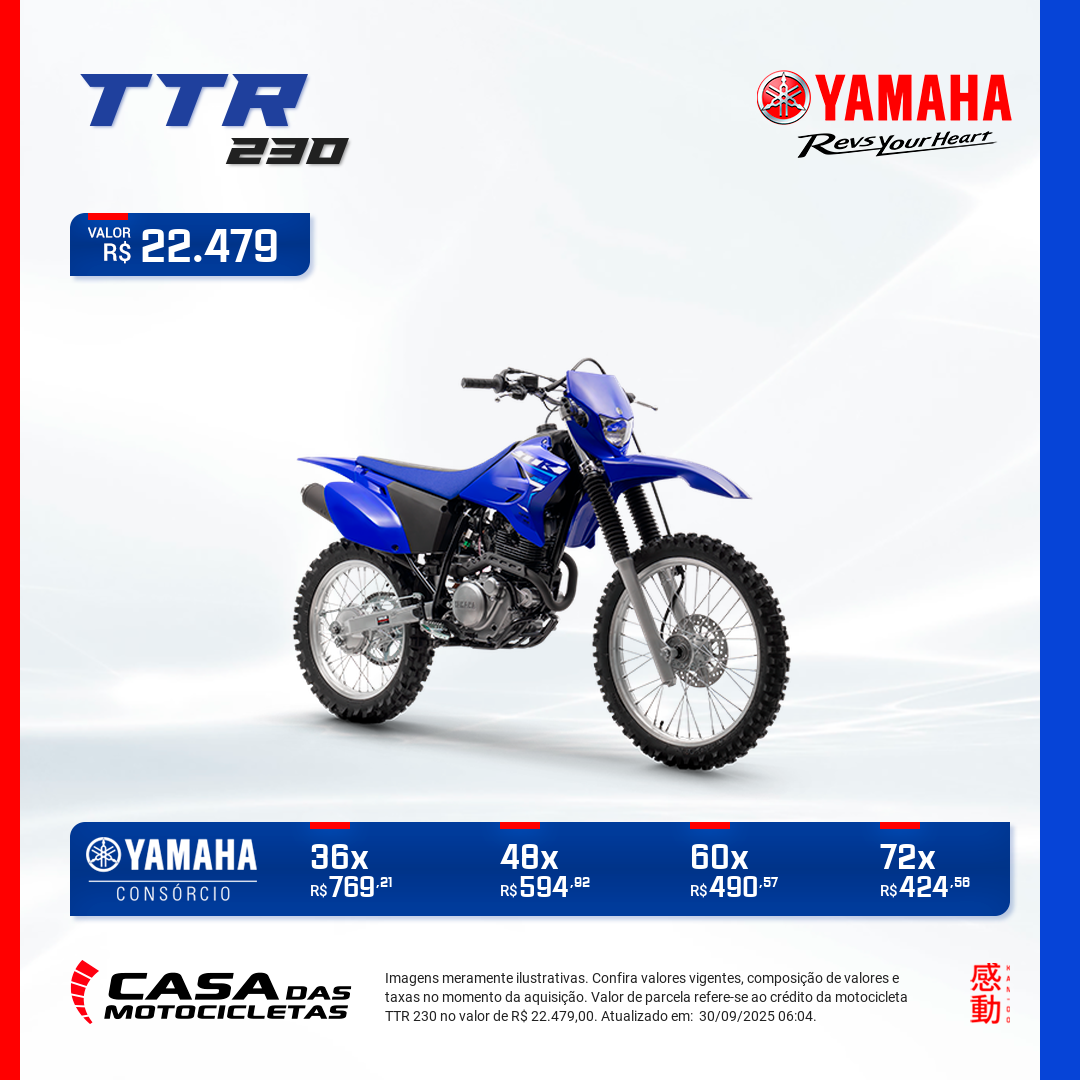 TTR
230
YAMAHA
Revs Your Heart
VALOR
R$ 22.479
YAMAHA
CONSÓRCIO
36x
R$ 769,21
48x
R$ 594,92
60x
R$ 490,57
72x
R$ 424,58
CASA DAS
MOTOCICLETAS
Imagens meramente ilustrativas. Confira valores vigentes, composição de valores e
taxas no momento da aquisição. Valor de parcela refere-se ao crédito da motocicleta
TTR 230 no valor de R$ 22.479,00. Atualizado em: 30/09/2025 06:04.
感動